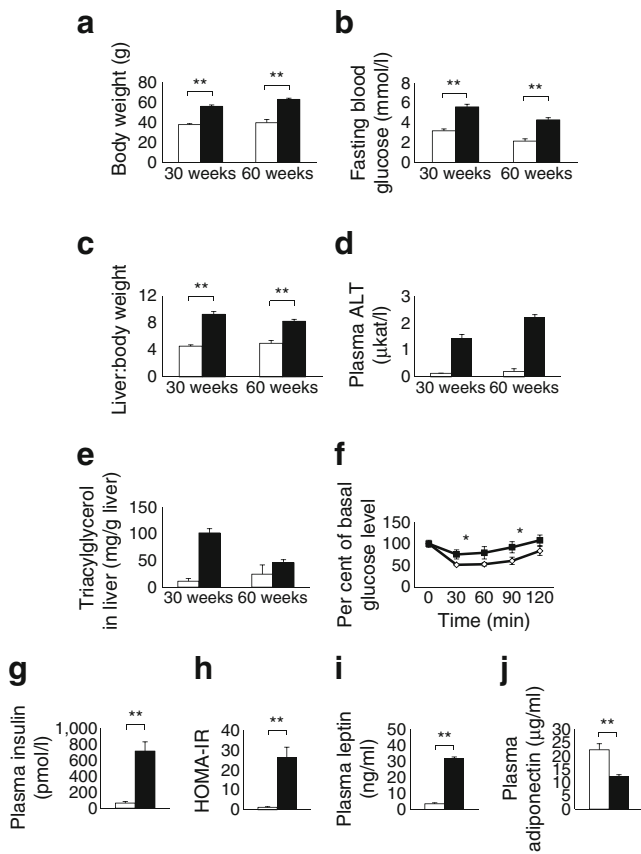 a
Body weight (g)
80
60
40
20
0
**
**
30 weeks 60 weeks
b
Fasting blood
glucose (mmol/l)
8
6
4
2
0
**
**
30 weeks 60 weeks
c
Liver:body weight
12
8
4
0
**
**
30 weeks 60 weeks
d
Plasma ALT
(μkat/l)
3
2
1
0
30 weeks 60 weeks
e
Triacylglycerol
in liver (mg/g liver)
150
100
50
0
30 weeks 60 weeks
f
Per cent of basal
glucose level
150
100
50
0
*
*
0 30 60 90 120
Time (min)
g
Plasma insulin
(pmol/l)
1,000
800
600
400
200
0
**
h
HOMA-IR
40
30
20
10
0
**
i
Plasma leptin
(ng/ml)
50
40
30
20
10
0
**
j
Plasma
adiponectin (μg/ml)
30
25
20
15
10
5
0
**